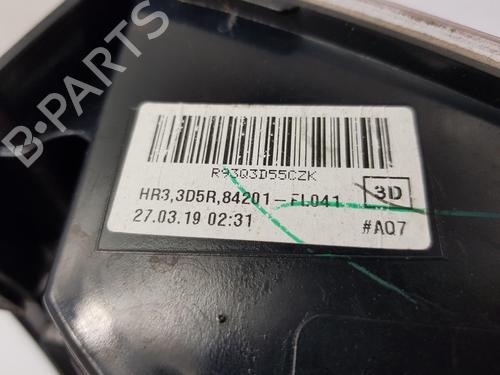 B-PARTS
R93Q3D55CZK
HR3,3D5R,84201-FL041
3D
27.03.19 02:31
#AQ7